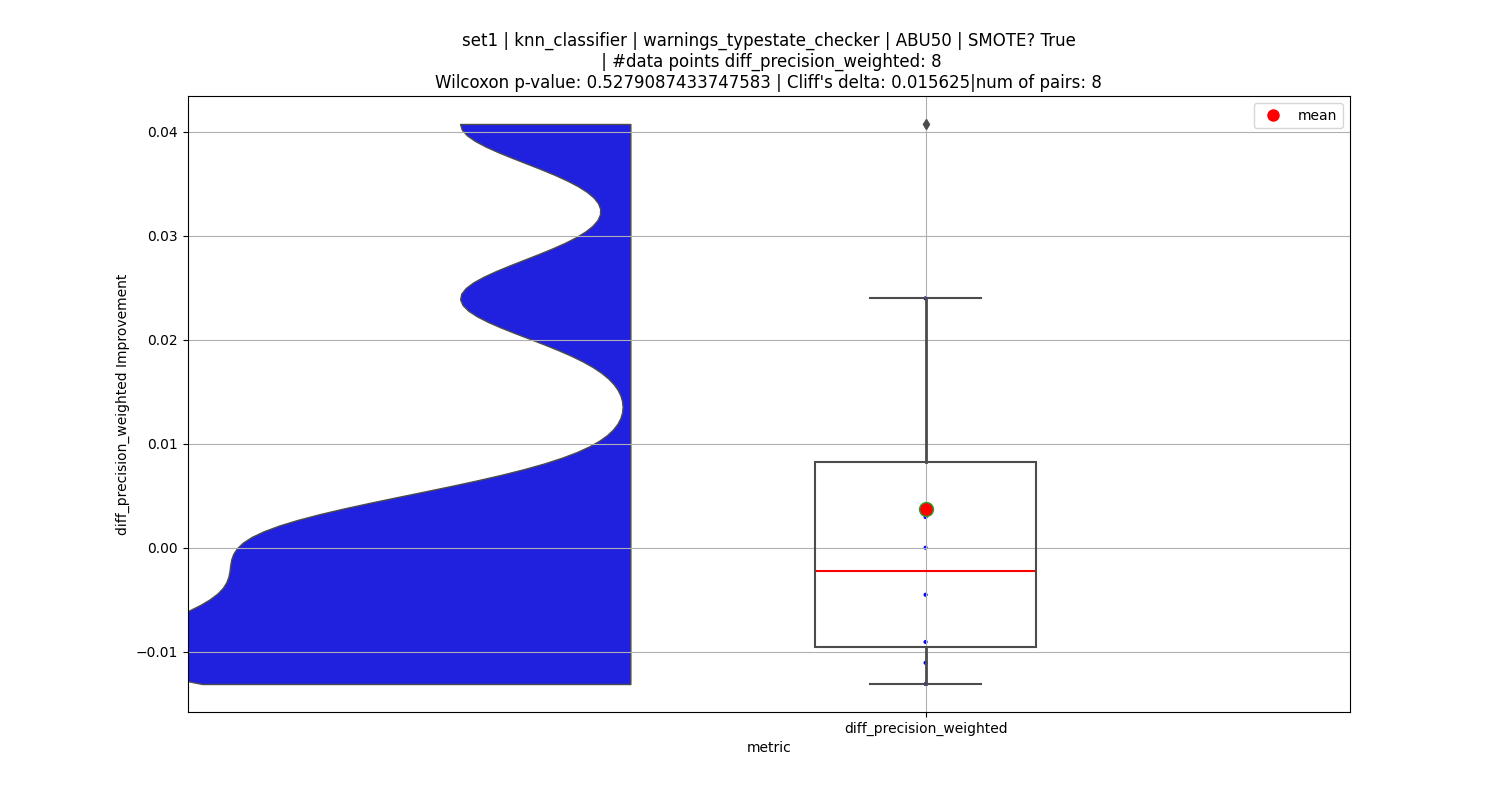 set1 | knn_classifier | warnings_typestate_checker | ABU50 | SMOTE? True
| #data points diff_precision_weighted: 8
Wilcoxon p-value: 0.5279087433747583 | Cliff's delta: 0.015625|num of pairs: 8
mean
0.04
0.03
0.02
0.01
0.00
−0.01
diff_precision_weighted Improvement
diff_precision_weighted
metric